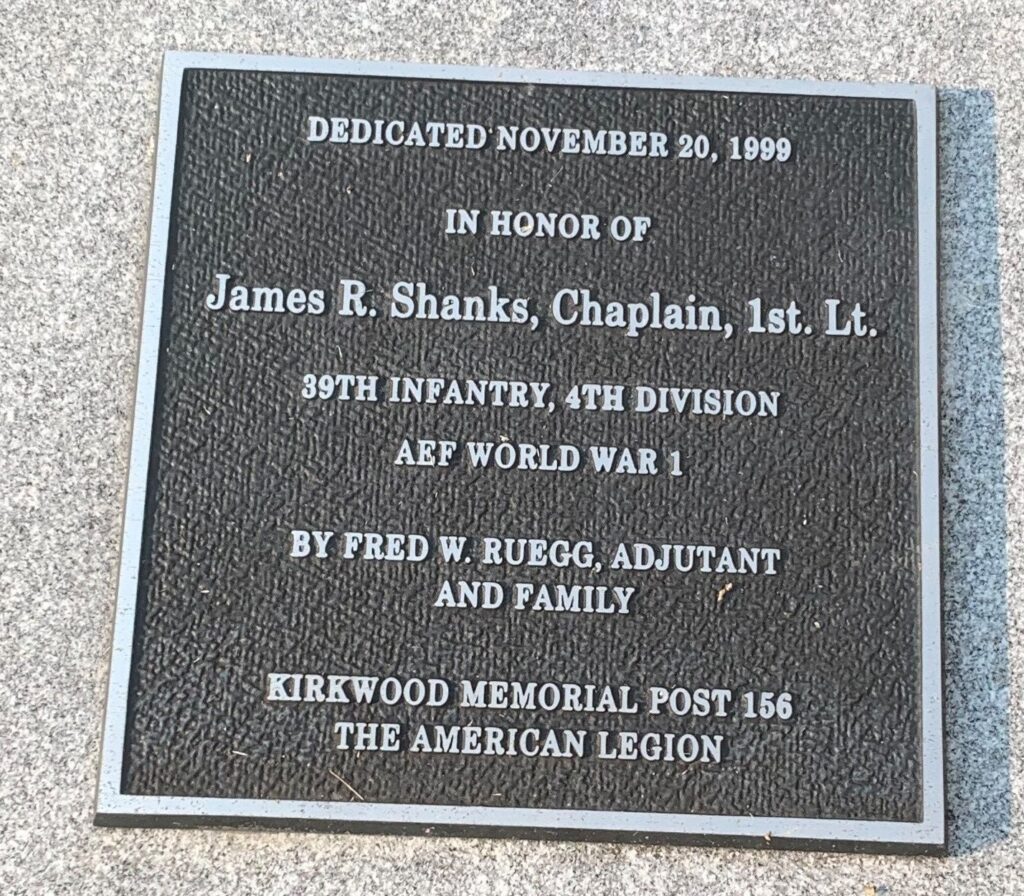 DEDICATED NOVEMBER 20, 1999
IN HONOR OF
James R. Shanks, Chaplain, 1st. Lt.
39TH INFANTRY, 4TH DIVISION
AEF WORLD WAR 1
BY FRED W. RUEGG, ADJUTANT
AND FAMILY
KIRKWOOD MEMORIAL POST 156
THE AMERICAN LEGION